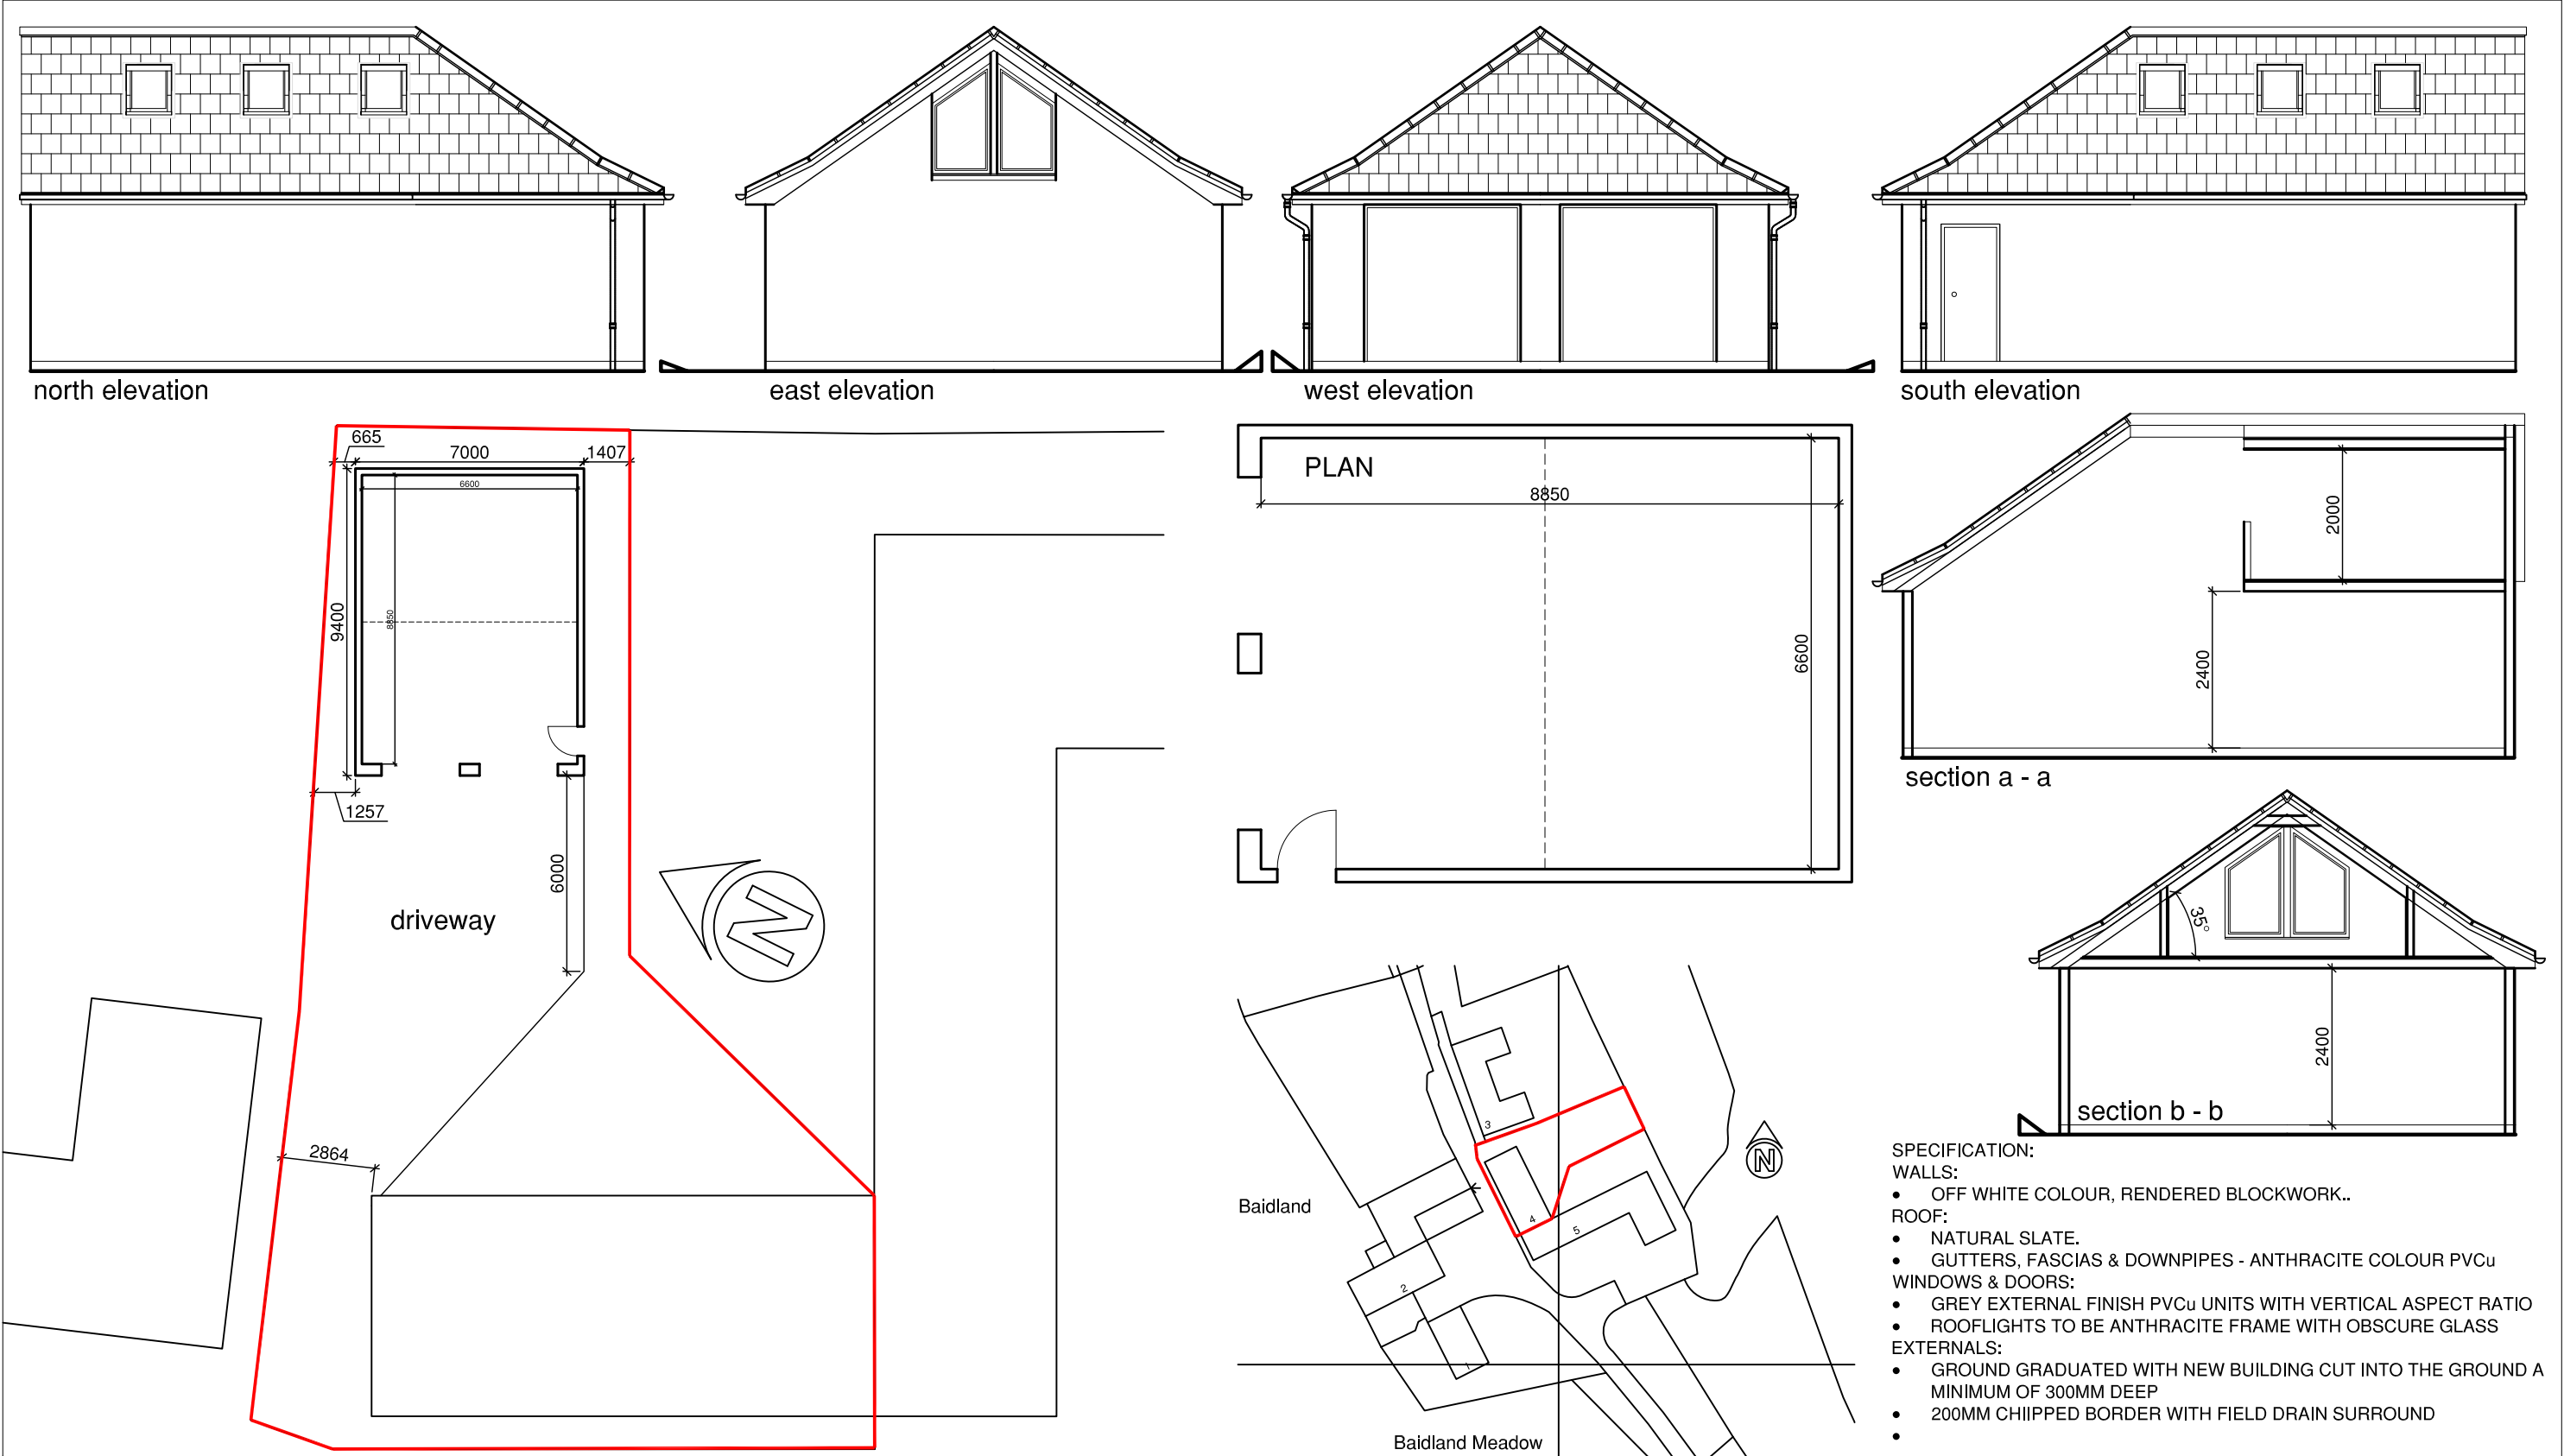 north elevation
east elevation
west elevation
south elevation
665
7000
1407
6600
9400
8850
1257
6000
driveway
N
2864
PLAN
8850
6600
2000
2400
section a - a
35°
2400
section b - b
3
4
5
2
1
N
Baidland
Baidland Meadow
SPECIFICATION:
WALLS:
• OFF WHITE COLOUR, RENDERED BLOCKWORK..
ROOF:
• NATURAL SLATE.
• GUTTERS, FASCIAS & DOWNPIPES - ANTHRACITE COLOUR PVCu
WINDOWS & DOORS:
• GREY EXTERNAL FINISH PVCu UNITS WITH VERTICAL ASPECT RATIO
• ROOFLIGHTS TO BE ANTHRACITE FRAME WITH OBSCURE GLASS
EXTERNALS:
• GROUND GRADUATED WITH NEW BUILDING CUT INTO THE GROUND A
MINIMUM OF 300MM DEEP
• 200MM CHIIPPED BORDER WITH FIELD DRAIN SURROUND
•